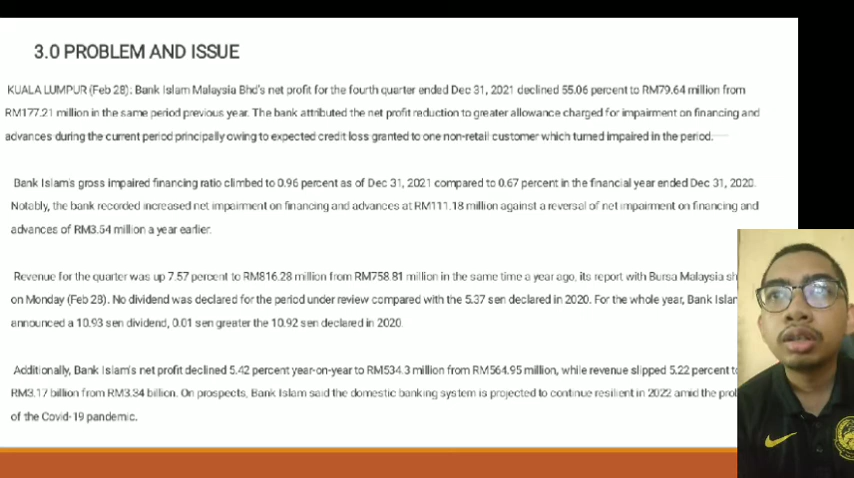 3.0 PROBLEM AND ISSUE
KUALA LUMPUR (Feb 28): Bank Islam Malaysia Bhd's net profit for the fourth quarter ended Dec 31, 2021 declined 55.06 percent to RM79.64 million from
RM177.21 million in the same period previous year. The bank attributed the net profit reduction to greater allowance charged for impairment on financing and
advances during the current period principally owing to expected credit loss granted to one non-retail customer which turned impaired in the period.
Bank Islam's gross impaired financing ratio climbed to 0.96 percent as of Dec 31, 2021 compared to 0.67 percent in the financial year ended Dec 31, 2020.
Notably, the bank recorded increased net impairment on financing and advances at RM111.18 million against a reversal of net impairment on financing and
advances of RM3.54 million a year earlier.
Revenue for the quarter was up 7.57 percent to RM816.28 million from RM758.81 million in the same time a year ago, its report with Bursa Malaysia
on Monday (Feb 28). No dividend was declared for the period under review compared with the 5.37 sen declared in 2020. For the whole year, Bank
announced a 10.93 sen dividend, 0.01 sen greater the 10.92 sen declared in 2020.
Additionally, Bank Islam's net profit declined 5.42 percent year-on-year to RM534.3 million from RM564.95 million, while revenue slipped 5.22 percent
RM3.17 billion from RM3.34 billion. On prospects, Bank Islam said the domestic banking system is projected to continue resilient in 2022 amid the
of the Covid-19 pandemic.